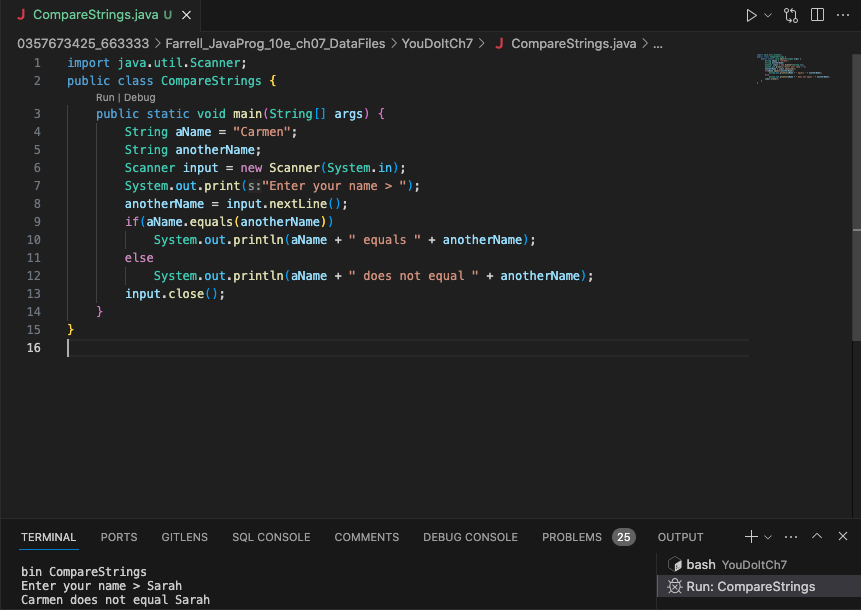 J CompareStrings.java U
0357673425_663333 > Farrell_JavaProg_10e_ch07_DataFiles > YouDoItCh7 > J CompareStrings.java > ...
1 import java.util.Scanner;
2 public class CompareStrings {
Run | Debug
3 public static void main(String[] args) {
4 String aName = "Carmen";
5 String anotherName;
6 Scanner input = new Scanner(System.in);
7 System.out.print(s:"Enter your name > ");
8 anotherName = input.nextLine();
9 if(aName.equals(anotherName))
10 System.out.println(aName + " equals " + anotherName);
11 else
12 System.out.println(aName + " does not equal " + anotherName);
13 input.close();
14 }
15 }
16
TERMINAL PORTS GITLENS SQL CONSOLE COMMENTS DEBUG CONSOLE PROBLEMS 25 OUTPUT
bash YouDoItCh7
Run: CompareStrings
bin CompareStrings
Enter your name > Sarah
Carmen does not equal Sarah